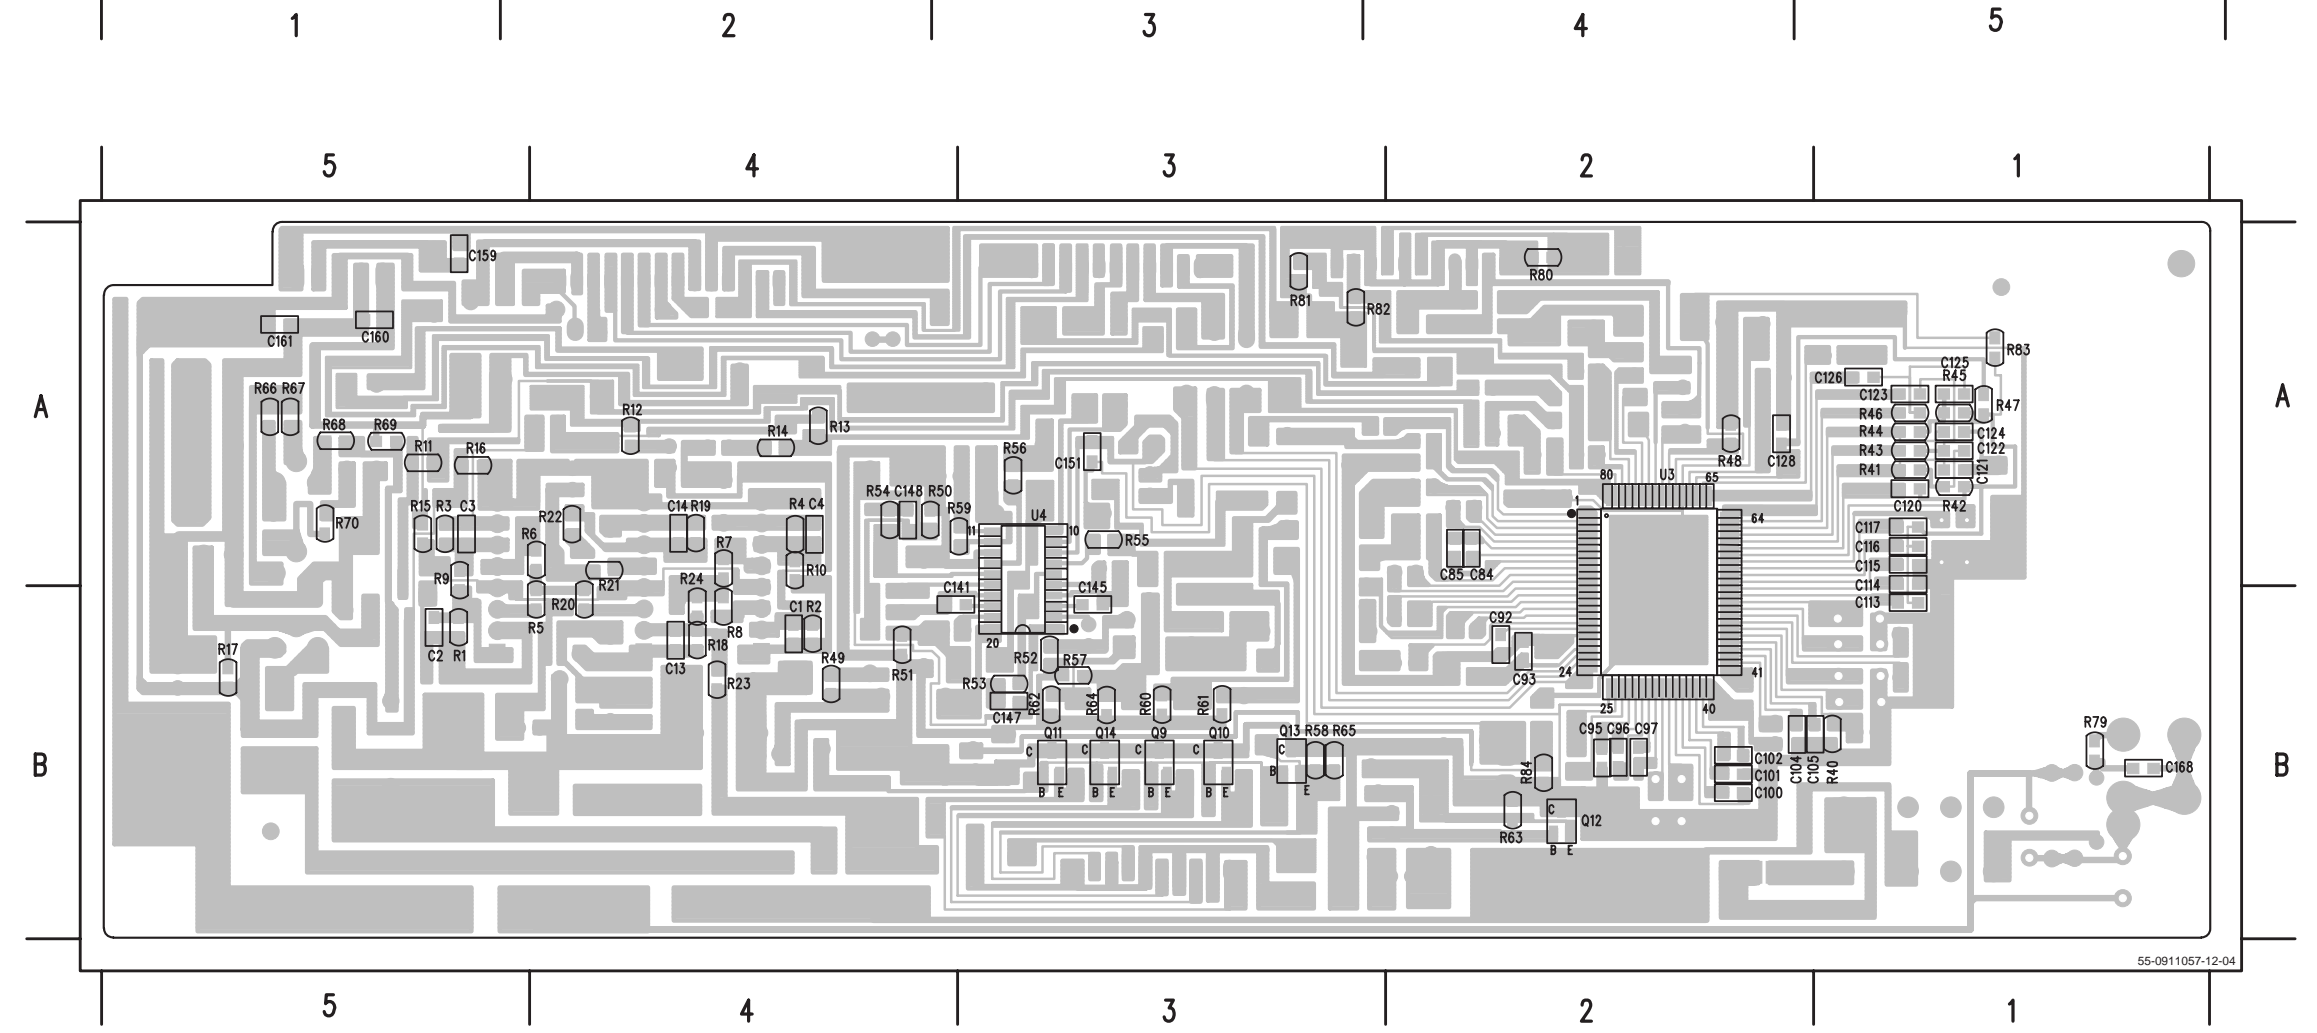 1 2 3 4 5
5 4 3 2 1
C159
R80
R81
R82
C161 C160
R83
C125
C126 R45
R66 R67
C123
A R12 R47 A
R46
R68 R69 R13
R14 R44 C124
R11 R56 R43 C122
R16 C151 R48 C128
R41 C121
80 U3 65
R54 C148 R50
R15 R3 C3 C14 R19 R4 C4 1
C120 R42
R70 R22 R59 U4
64
11 10
R6 R7 R55 C117
C116
R10 C85 C84 C115
R9 R24
R21 C114
C141 C145 C113
R20
C1 R2
R5 R8 C92
20
R18
C2 R1 C13
R17 R49 R52 R57
R51 24 41
R23 R53 C93
R62 R64 R60 R61
25 40
C147
R79
Q11 Q14 Q9 Q10 Q13 R58 R65 C95 C96 C97
C C C C C
B C102 B
C168
B R84 C101 C104 C105 R40
B E B E B E B E E C100
C
R63 Q12
B E
55-0911057-12-04
5 4 3 2 1